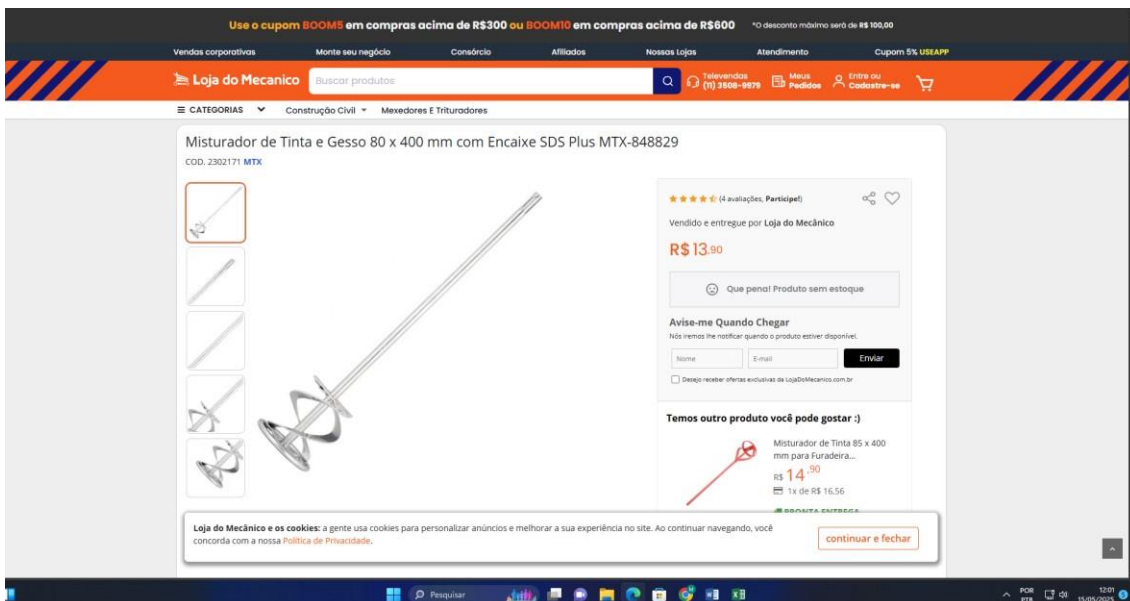 Use o cupom BOOM5 em compras acima de R$300 ou BOOM10 em compras acima de R$600 *O desconto máximo será de R$ 100,00
Vendas corporativas Monte seu negócio Consórcio Afiliados Nossas Lojas Atendimento Cupom 5% USEAPP
Loja do Mecanico Buscar produtos Televendas (11) 3508-9979 Meus Pedidos Entre ou Cadastre-se
CATEGORIAS Construção Civil Mexedores E Trituradores
Misturador de Tinta e Gesso 80 x 400 mm com Encaixe SDS Plus MTX-848829
COD. 2302171 MTX
(4 avaliações, Participe!)
Vendido e entregue por Loja do Mecânico
R$ 13,90
Que pena! Produto sem estoque
Avise-me Quando Chegar
Nós iremos lhe notificar quando o produto estiver disponível.
Nome E-mail Enviar
Desejo receber ofertas exclusivas da LojaDoMecanico.com.br
Temos outro produto você pode gostar :)
Misturador de Tinta 85 x 400
mm para Furadeira...
R$ 14,90
1x de R$ 16,56
PRONTA ENTREGA
Loja do Mecânico e os cookies: a gente usa cookies para personalizar anúncios e melhorar a sua experiência no site. Ao continuar navegando, você
concorda com a nossa Política de Privacidade.
continuar e fechar
Pesquisar
POR
PTB
12:01
15/05/2025